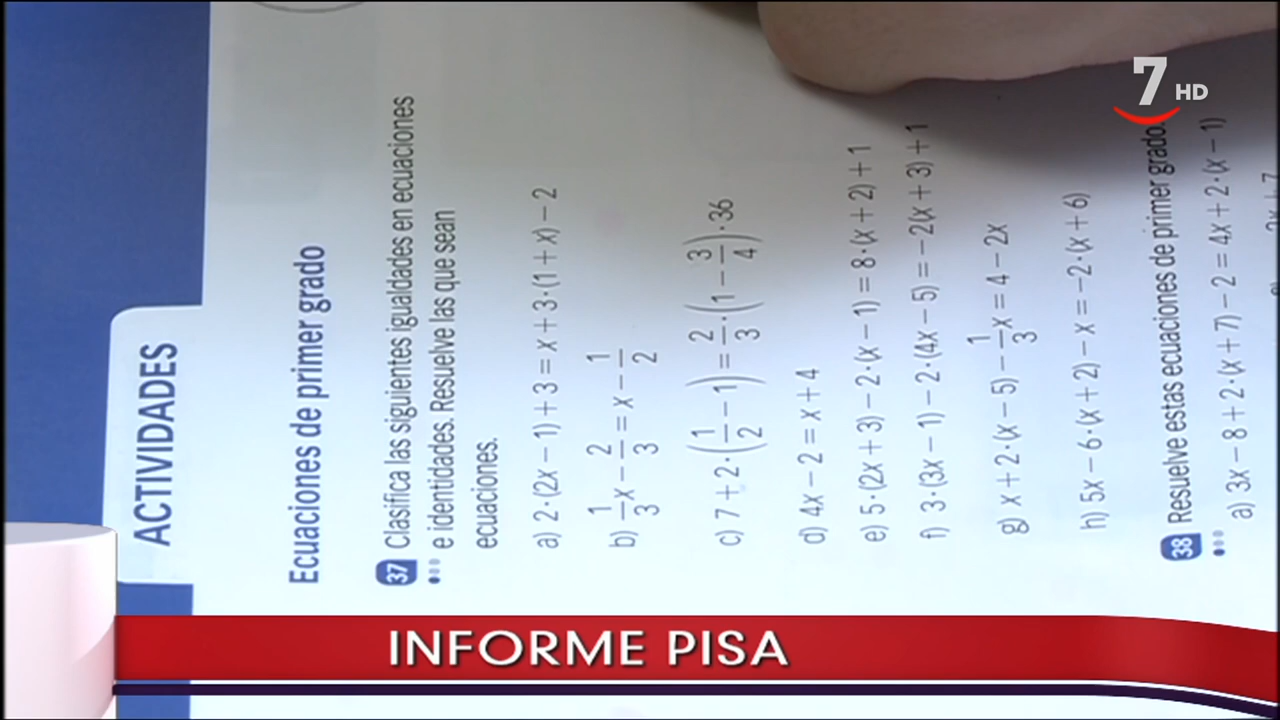 7 HD
ACTIVIDADES
Ecuaciones de primer grado
37 Clasifica las siguientes igualdades en ecuaciones
e identidades. Resuelve las que sean
ecuaciones.
a) 2·(2x − 1) + 3 = x + 3·(1 + x) − 2
b) 1/3 x − 2/3 = x − 1/2
c) 7 + 2·(1/2 − 1) = 2/3·(1 − 3/4)·36
d) 4x − 2 = x + 4
e) 5·(2x + 3) − 2·(x − 1) = 8·(x + 2) + 1
f) 3·(3x − 1) − 2·(4x − 5) = −2(x + 3) + 1
g) x + 2·(x − 5) − 1/3 x = 4 − 2x
h) 5x − 6·(x + 2) − x = −2·(x + 6)
38 Resuelve estas ecuaciones de primer grado.
a) 3x − 8 + 2·(x + 7) − 2 = 4x + 2·(x − 1)
INFORME PISA